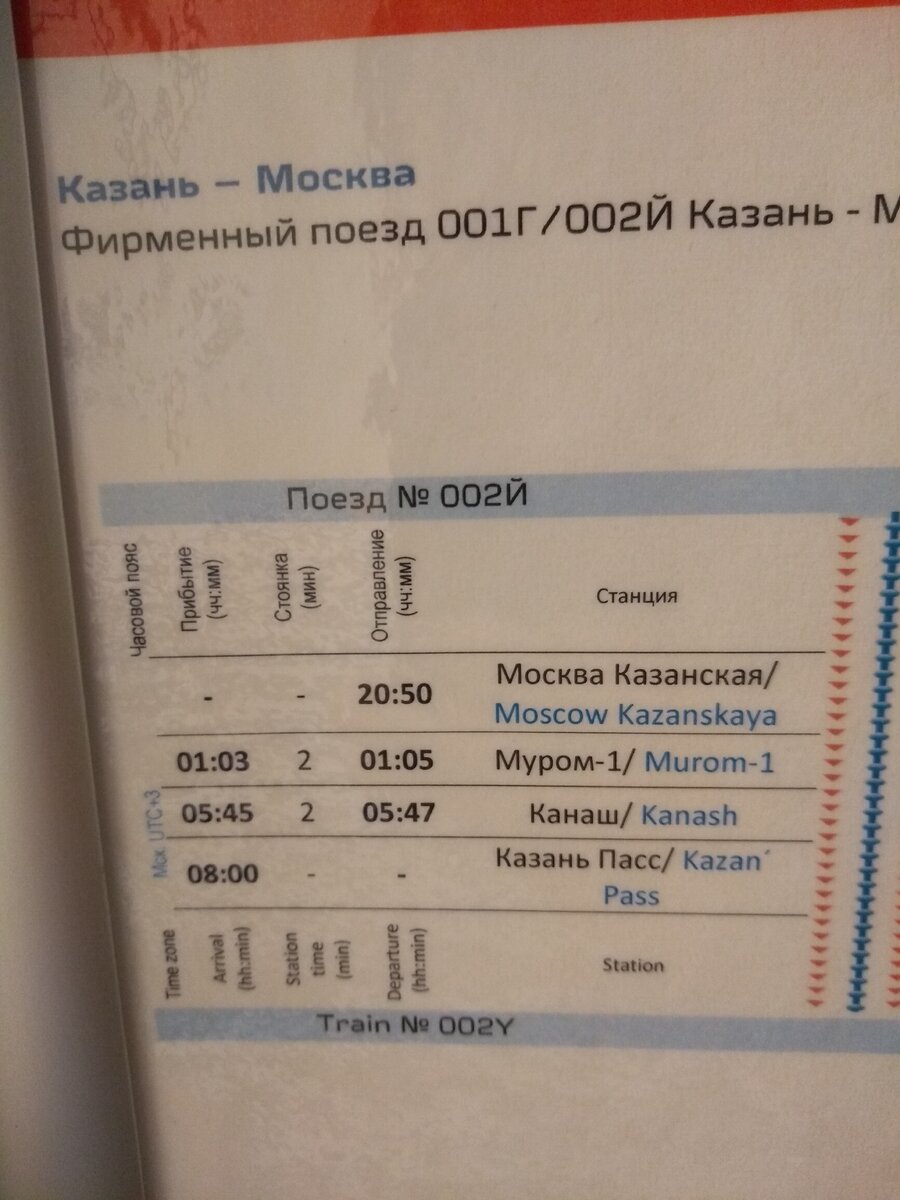 Казань – Москва
Фирменный поезд 001Г/002Й Казань - М
Поезд № 002Й
Часовой пояс Прибытие (чч:мм) Стоянка (мин) Отправление (чч:мм) Станция
- - 20:50 Москва Казанская/
Moscow Kazanskaya
01:03 2 01:05 Муром-1/ Murom-1
05:45 2 05:47 Канаш/ Kanash
Мск. UTC+3
08:00 - - Казань Пасс/ Kazan´
Pass
Time zone Arrival (hh:min) Station time (min) Departure (hh:min) Station
Train № 002Y